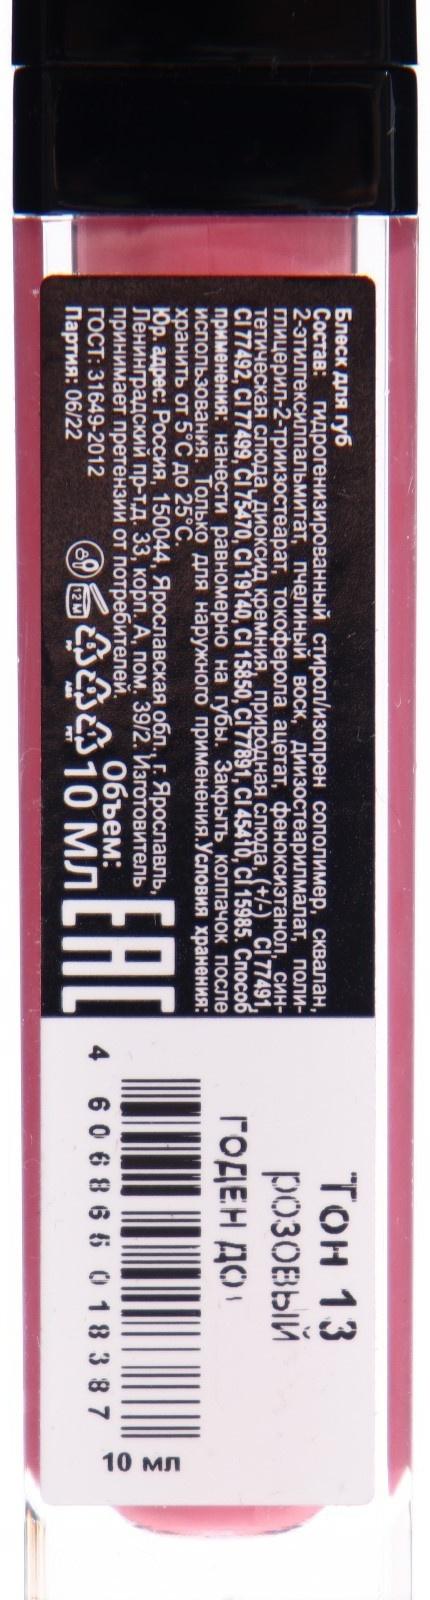 Блеск для губ
Состав: гидрогенизированный стирол/изопрен сополимер, сквалан,
2-этилгексилпальмитат, пчелиный воск, диизостеарилмалат, поли-
глицерил-2-триизостеарат, токоферола ацетат, феноксиэтанол, син-
тетическая слюда, диоксид кремния, природная слюда, (+/-) CI 77491,
CI 77492, CI 77499, CI 75470, CI 19140, CI 15850, CI 77891, CI 45410, CI 15985. Способ
применения: нанести равномерно на губы. Закрыть колпачок после
использования. Только для наружного применения. Условия хранения:
хранить от 5°С до 25°С.
Юр. адрес: Россия, 150044, Ярославская обл., г. Ярославль,
Ленинградский пр-тд. 33, корп. А, пом. 39/2. Изготовитель
принимает претензии от потребителей.
ГОСТ: 31649-2012
Партия: 06/22
12 M
Объем:
10 Мл
EAC
Тон 13
розовый
ГОДЕН ДО:
4 606866 018387
10 мл